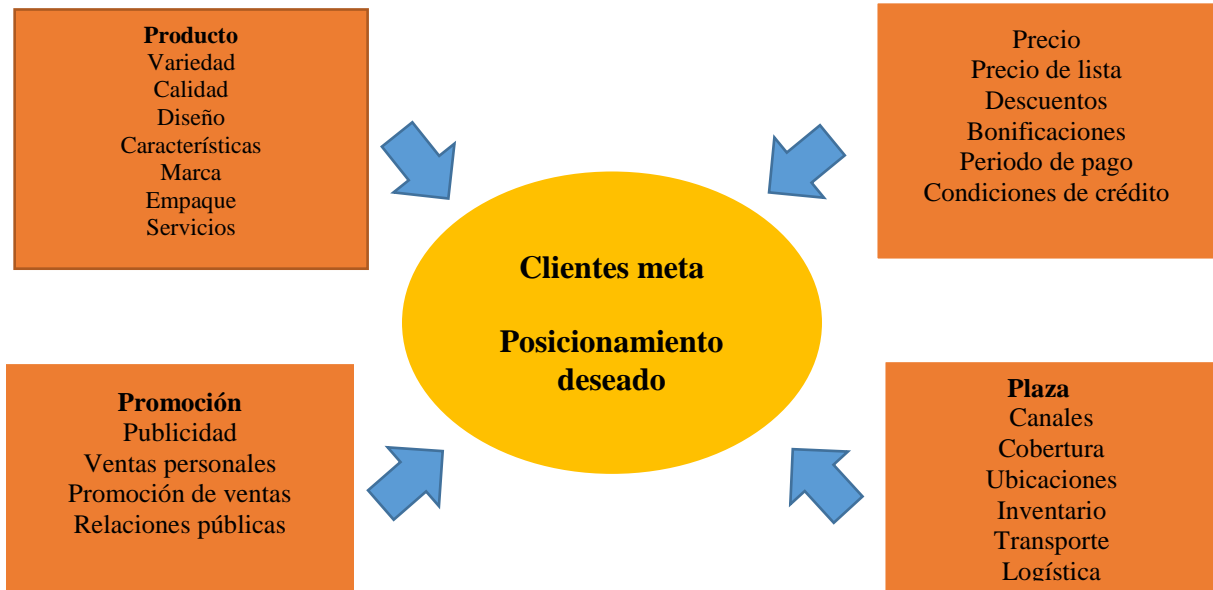 Producto
Variedad
Calidad
Diseño
Características
Marca
Empaque
Servicios
Precio
Precio de lista
Descuentos
Bonificaciones
Periodo de pago
Condiciones de crédito
Clientes meta
Posicionamiento
deseado
Promoción
Publicidad
Ventas personales
Promoción de ventas
Relaciones públicas
Plaza
Canales
Cobertura
Ubicaciones
Inventario
Transporte
Logística